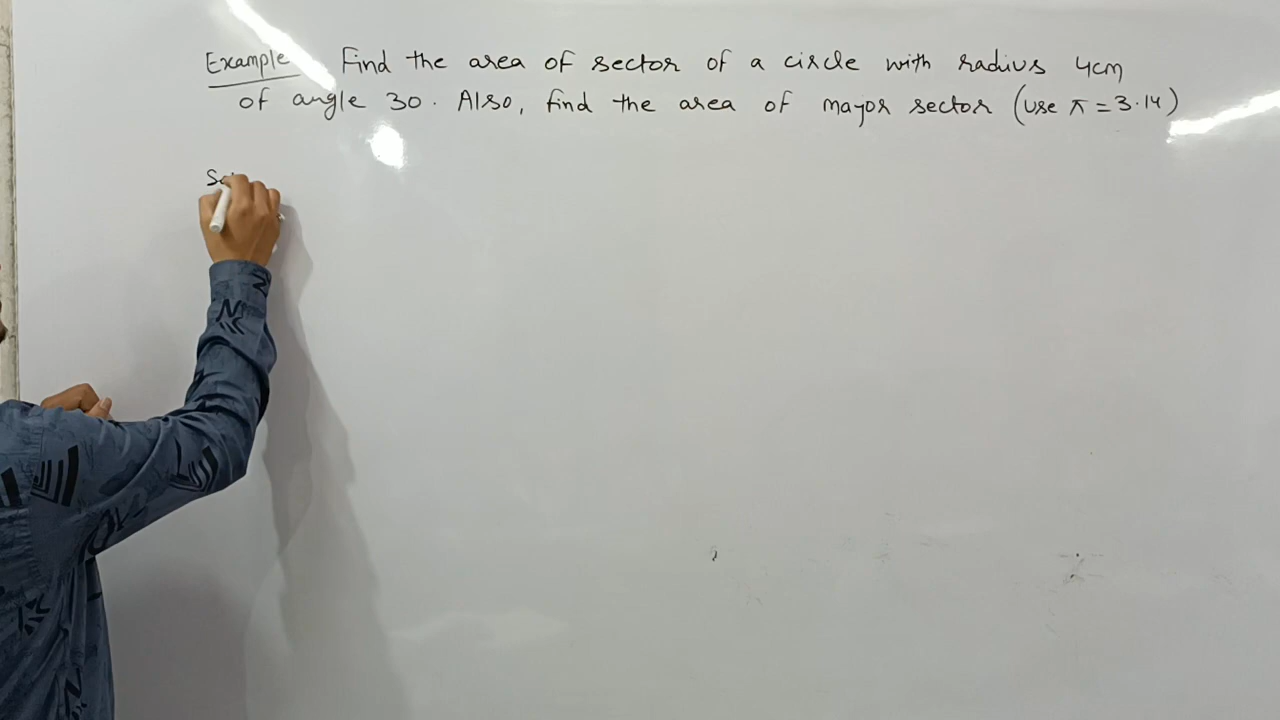 Example Find the area of sector of a circle with radius 4cm
of angle 30. Also, find the area of major sector (use π = 3.14)